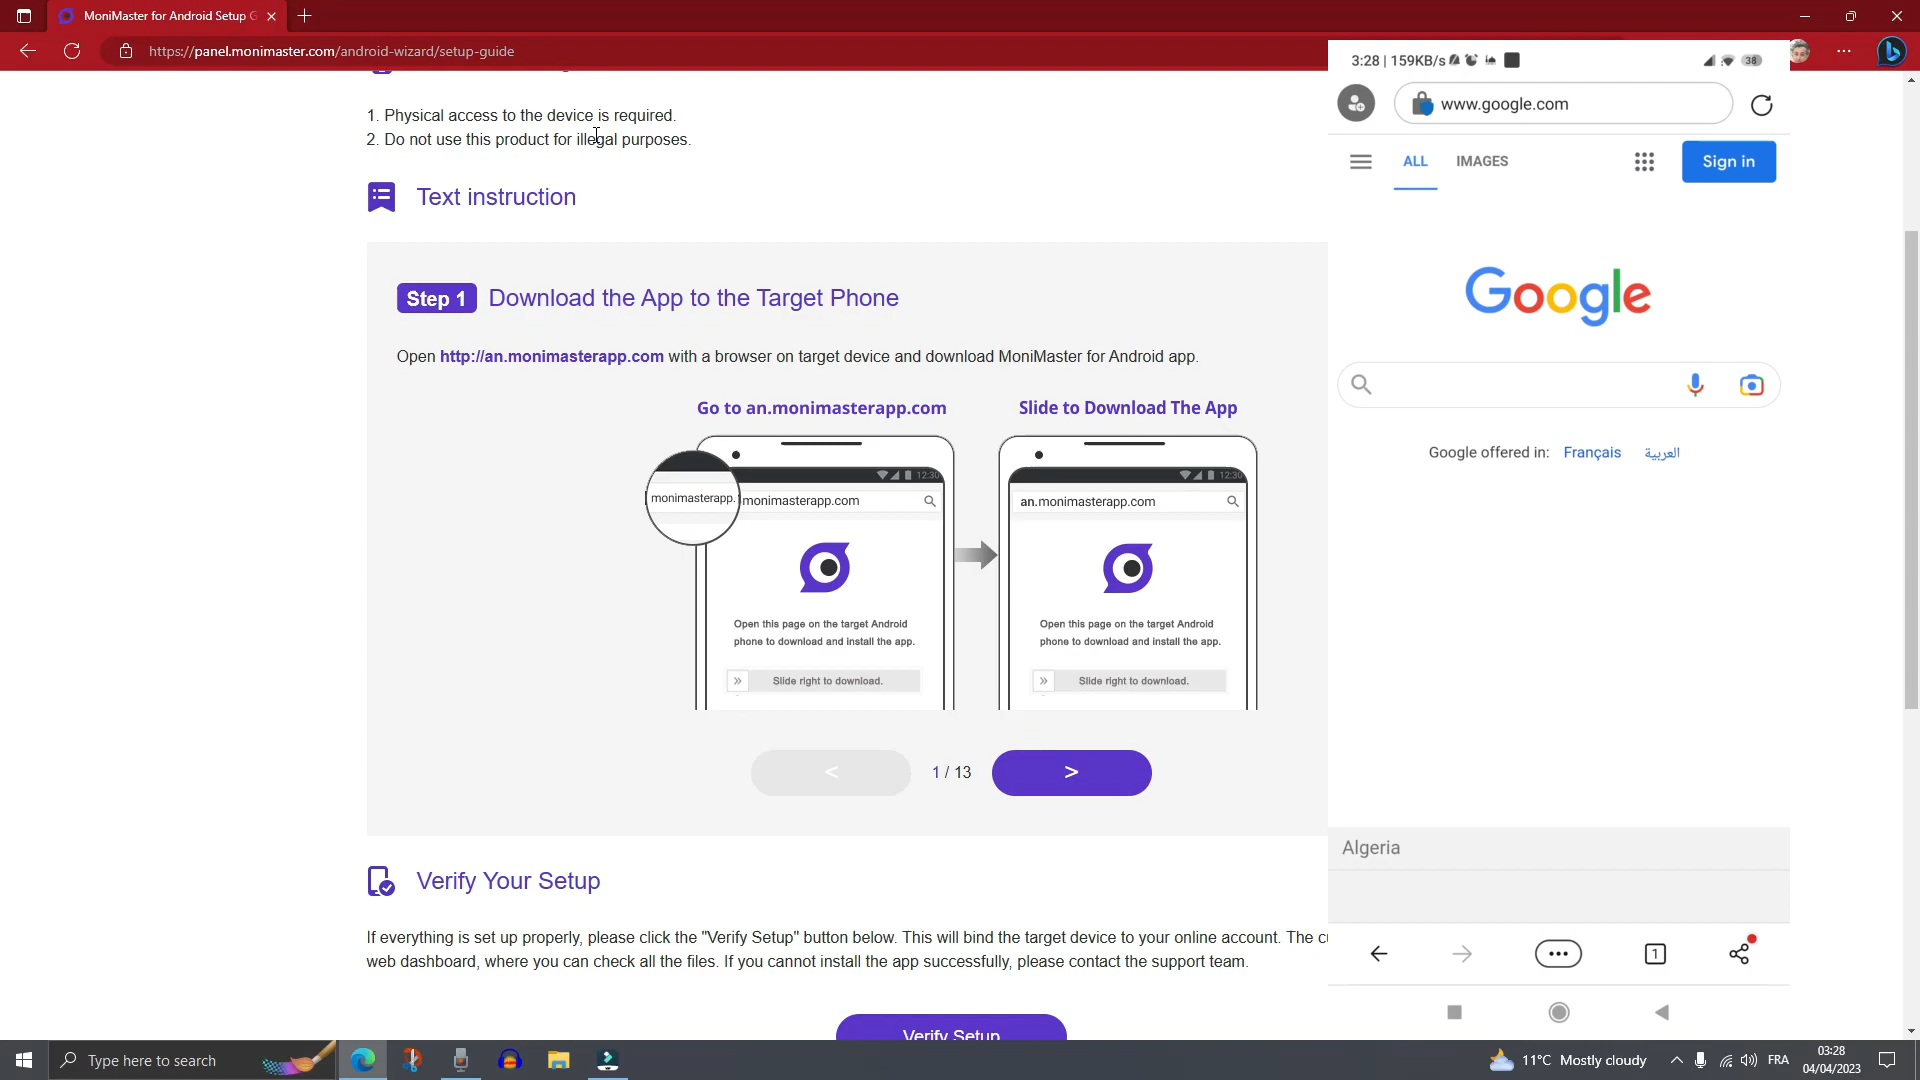 MoniMaster for Android Setup G
https://panel.monimaster.com/android-wizard/setup-guide
1. Physical access to the device is required.
2. Do not use this product for illegal purposes.
Text instruction
Step 1 Download the App to the Target Phone
Open http://an.monimasterapp.com with a browser on target device and download MoniMaster for Android app.
Go to an.monimasterapp.com
Slide to Download The App
12:30
monimasterapp.
monimasterapp.com
Open this page on the target Android
phone to download and install the app.
Slide right to download.
12:30
an.monimasterapp.com
Open this page on the target Android
phone to download and install the app.
Slide right to download.
< 1 / 13 >
Verify Your Setup
If everything is set up properly, please click the "Verify Setup" button below. This will bind the target device to your online account. The
web dashboard, where you can check all the files. If you cannot install the app successfully, please contact the support team.
Verify Setup
3:28 | 159KB/s
38
www.google.com
ALL IMAGES
Sign in
Google
Google offered in: Français العربية
Algeria
1
Type here to search
11°C Mostly cloudy
FRA
03:28
04/04/2023